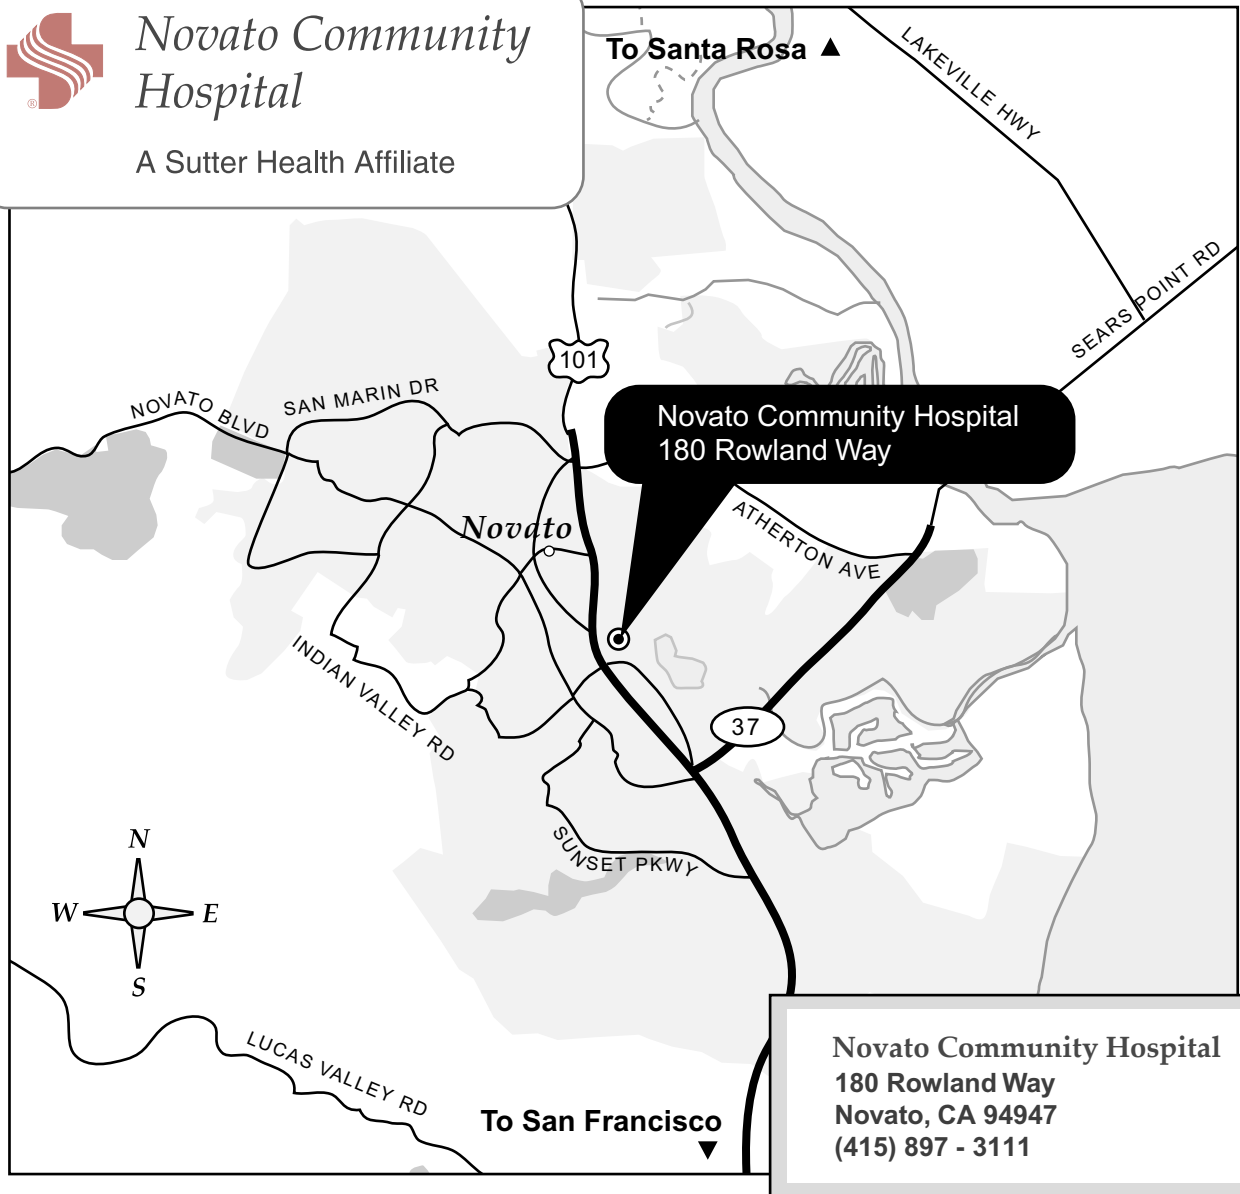 Novato Community
Hospital
®
A Sutter Health Affiliate
To Santa Rosa ▲
LAKEVILLE HWY
SEARS POINT RD
101
SAN MARIN DR
NOVATO BLVD
Novato Community Hospital
180 Rowland Way
Novato
ATHERTON AVE
INDIAN VALLEY RD
37
SUNSET PKWY
N
W
E
S
LUCAS VALLEY RD
To San Francisco
▼
Novato Community Hospital
180 Rowland Way
Novato, CA 94947
(415) 897 - 3111